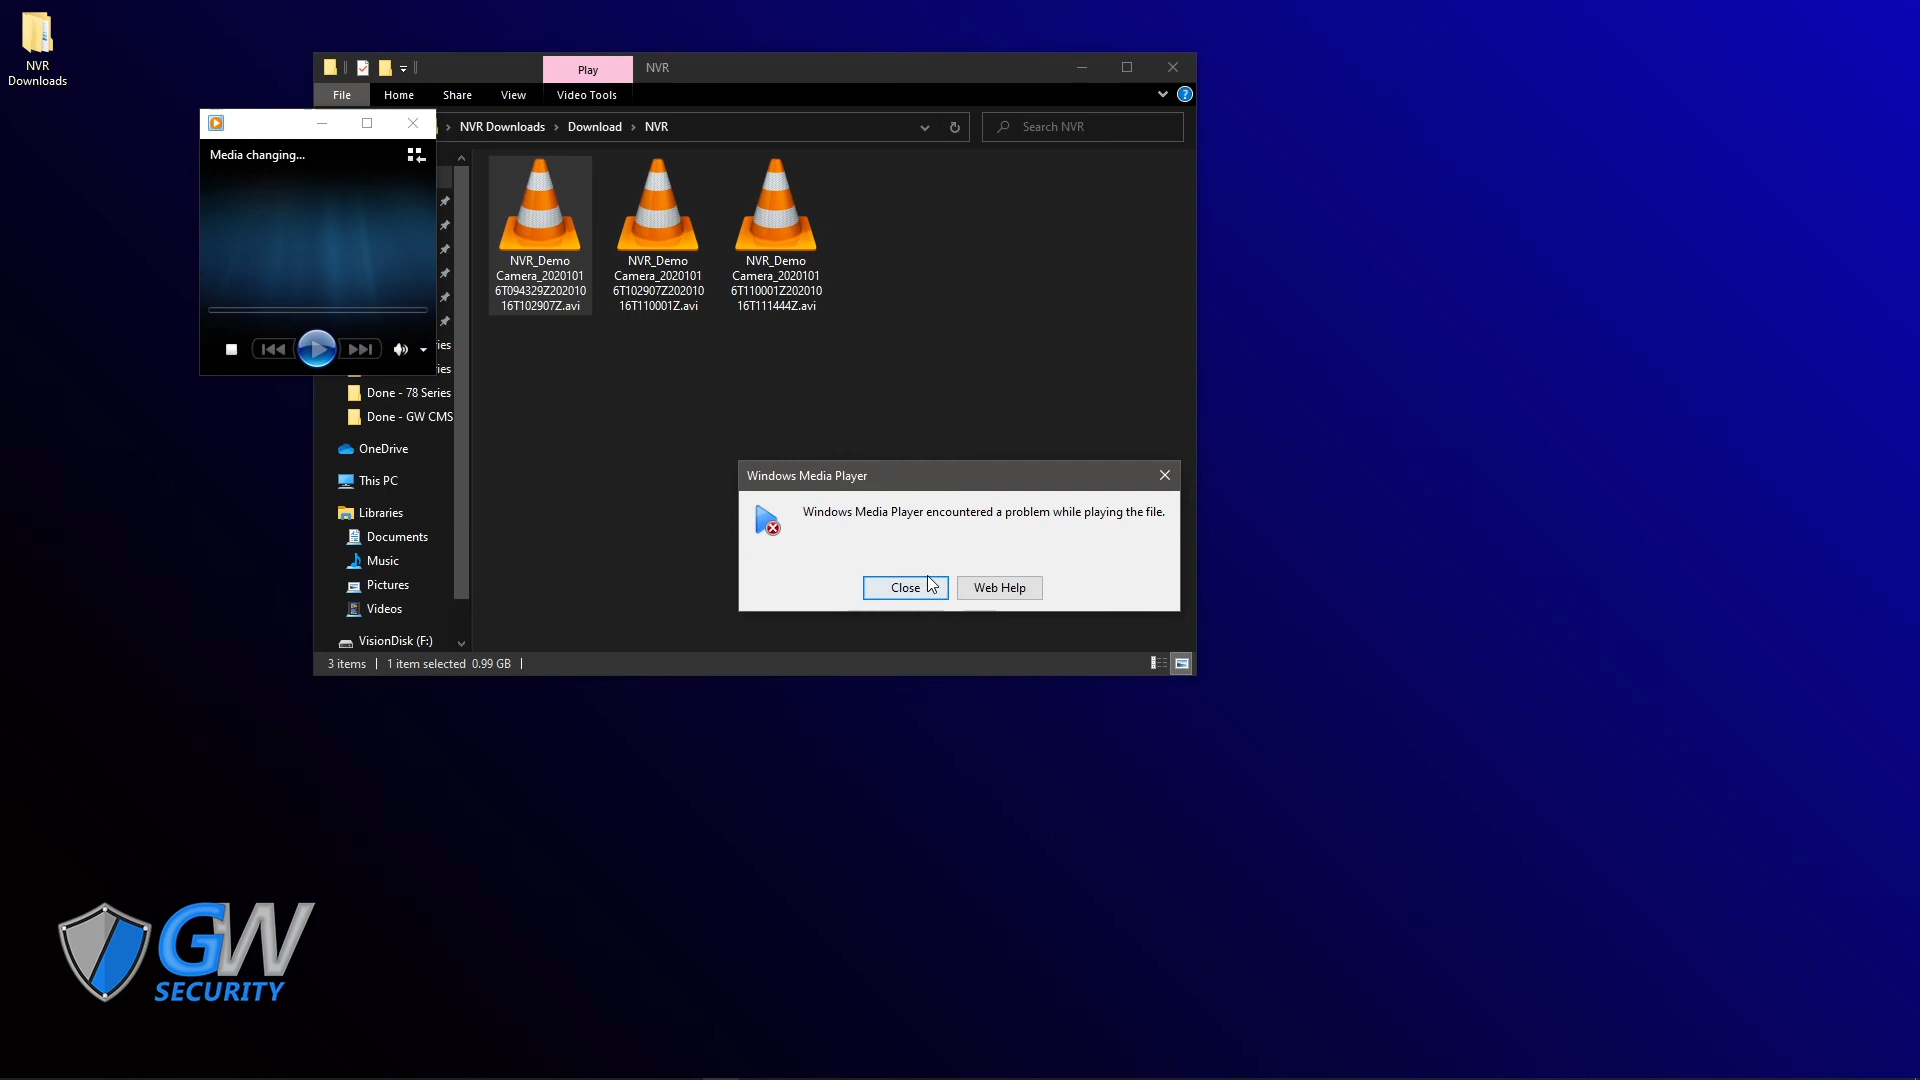 NVR
Downloads
Play
NVR
File
Home
Share
View
Video Tools
NVR Downloads
Download
NVR
Search NVR
Media changing...
NVR_Demo
Camera_2020101
6T094329Z202010
16T102907Z.avi
NVR_Demo
Camera_2020101
6T102907Z202010
16T110001Z.avi
NVR_Demo
Camera_2020101
6T110001Z202010
16T111444Z.avi
ies
ies
Done - 78 Series
Done - GW CMS
OneDrive
This PC
Libraries
Documents
Music
Pictures
Videos
VisionDisk (F:)
Windows Media Player
Windows Media Player encountered a problem while playing the file.
Close
Web Help
3 items
1 item selected 0.99 GB
GW
SECURITY